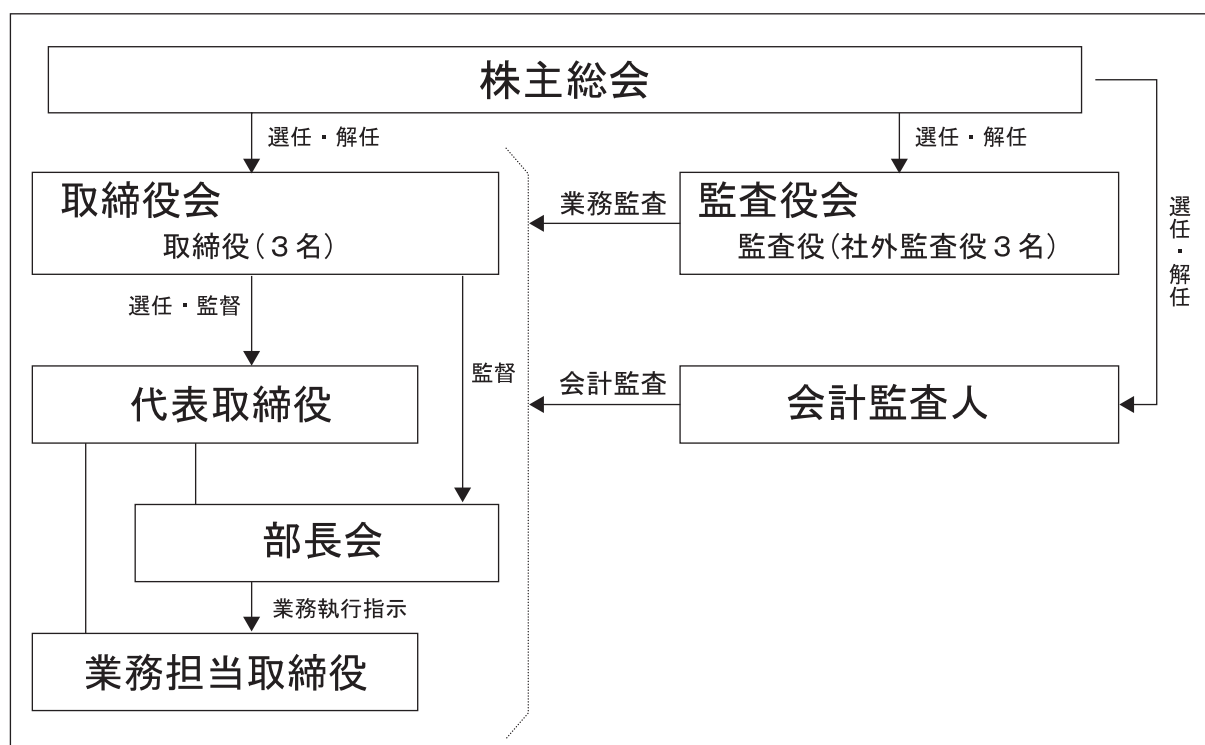 株主総会
選任・解任
選任・解任
取締役会
取締役(3名)
業務監査
監査役会
監査役(社外監査役3名)
選任・解任
選任・監督
監督
代表取締役
会計監査
会計監査人
部長会
業務執行指示
業務担当取締役